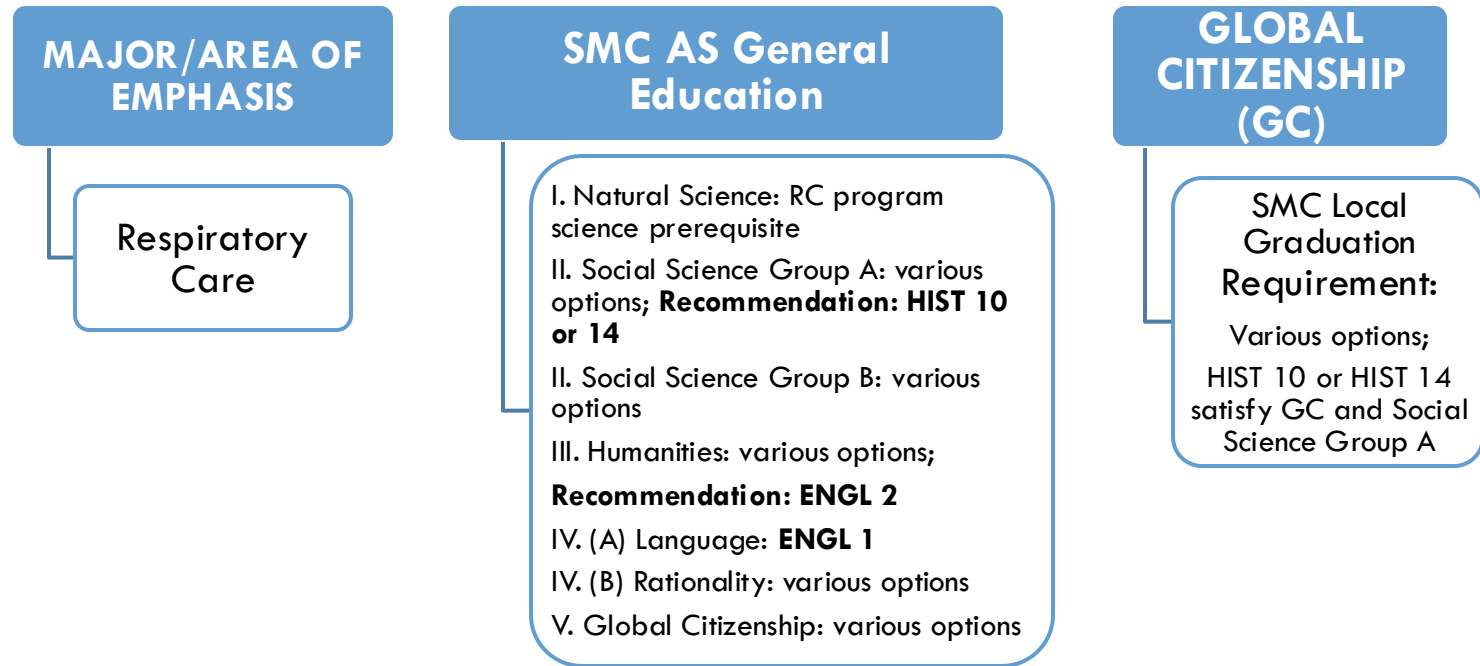 MAJOR/AREA OF
EMPHASIS
Respiratory
Care
SMC AS General
Education
I. Natural Science: RC program
science prerequisite
II. Social Science Group A: various
options; Recommendation: HIST 10
or 14
II. Social Science Group B: various
options
III. Humanities: various options;
Recommendation: ENGL 2
IV. (A) Language: ENGL 1
IV. (B) Rationality: various options
V. Global Citizenship: various options
GLOBAL
CITIZENSHIP
(GC)
SMC Local
Graduation
Requirement:
Various options;
HIST 10 or HIST 14
satisfy GC and Social
Science Group A